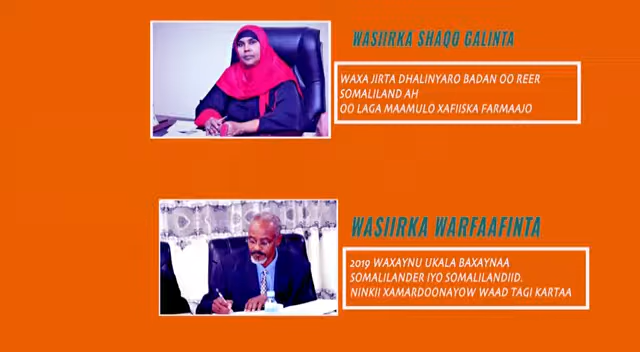 WASIIRKA SHAQO GALINTA
WAXA JIRTA DHALINYARO BADAN OO REER
SOMALILAND AH
OO LAGA MAAMULO XAFIISKA FARMAAJO
WASIIRKA WARFAAFINTA
2019 WAXAYNU UKALA BAXAYNAA
SOMALILANDER IYO SOMALILANDIID.
NINKII XAMARDOONAYOW WAAD TAGI KARTAA